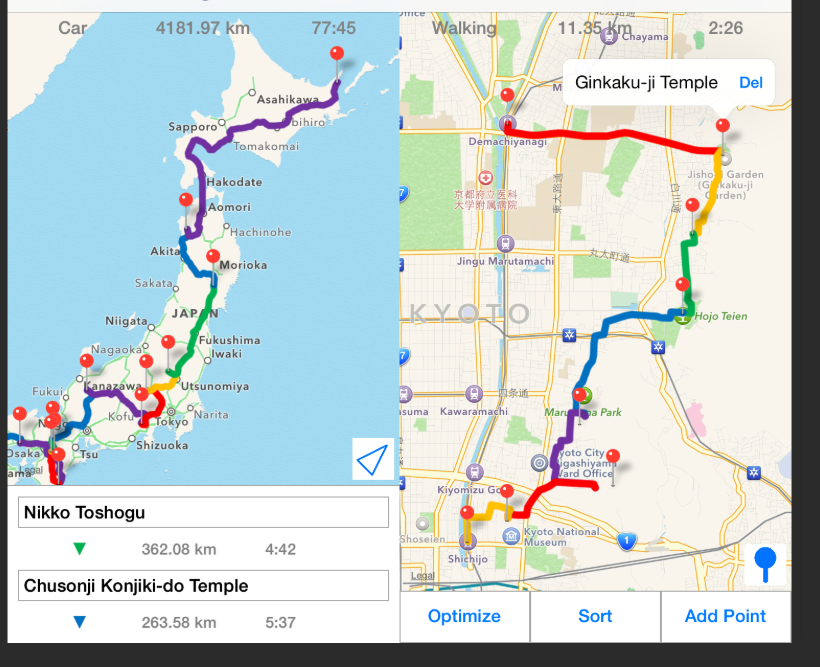 Car 4181.97 km 77:45
Asahikawa
Sapporo
Obihiro
Tomakomai
Hakodate
Aomori
Hachinohe
Akita
Morioka
Sakata
JAPAN
Niigata
Fukushima
Nagaoka
Iwaki
Utsunomiya
Kanazawa
Fukui
Kofu
Tokyo
Narita
Shizuoka
Osaka
Tsu
Legal
Nikko Toshogu
362.08 km 4:42
Chusonji Konjiki-do Temple
263.58 km 5:37
Walking 11.35 km 2:26
Chayama
Ginkaku-ji Temple Del
Demachiyanagi
Jisho Garden
(Ginkaku-ji
Garden)
京都府立医科
大学附属病院
東大路通
白川通
7
丸太町通
Jingu Marutamachi
KYOTO
Hojo Teien
7
四条通
Kawaramachi
Maruyama Park
Kyoto City
Higashiyama
Ward Office
Kiyomizu Gojo
Kyoto National
Museum
1
Shoseien
Shichijo
Legal
Optimize Sort Add Point